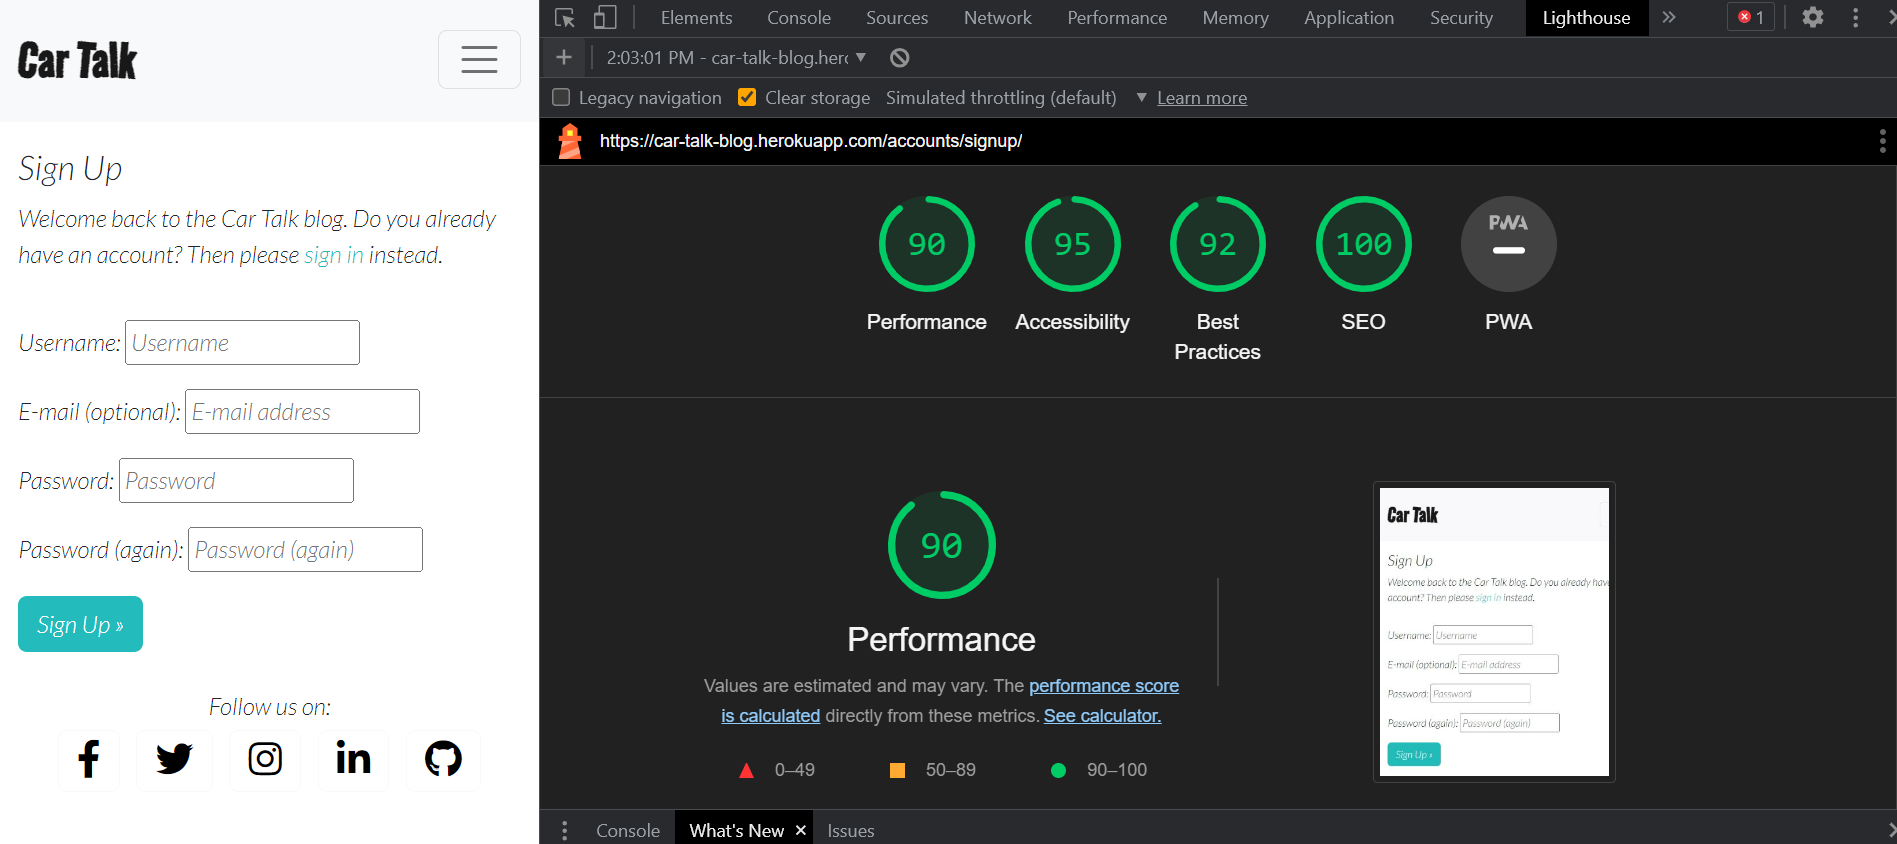 Car Talk
Sign Up
Welcome back to the Car Talk blog. Do you already
have an account? Then please sign in instead.
Username: Username
E-mail (optional): E-mail address
Password: Password
Password (again): Password (again)
Sign Up »
Follow us on:
Elements Console Sources Network Performance Memory Application Security Lighthouse » 1
2:03:01 PM - car-talk-blog.hero
Legacy navigation Clear storage Simulated throttling (default) Learn more
https://car-talk-blog.herokuapp.com/accounts/signup/
90 95 92 100 PWA
Performance Accessibility Best Practices SEO PWA
90
Performance
Values are estimated and may vary. The performance score
is calculated directly from these metrics. See calculator.
0–49 50–89 90–100
Car Talk
Sign Up
Welcome back to the Car Talk blog. Do you already have
account? Then please sign in instead.
Username: Username
E-mail (optional): E-mail address
Password: Password
Password (again): Password (again)
Sign Up »
Console What's New × Issues